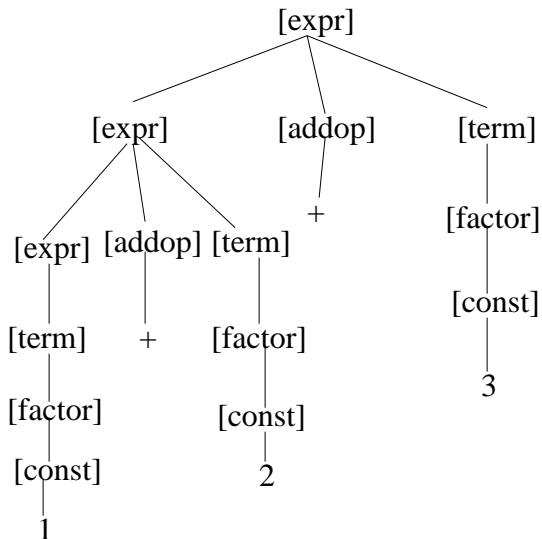 [expr]
[expr] [addop] [term]
+ [factor]
[expr] [addop] [term]
[const]
[term] + [factor]
3
[factor] [const]
[const] 2
1